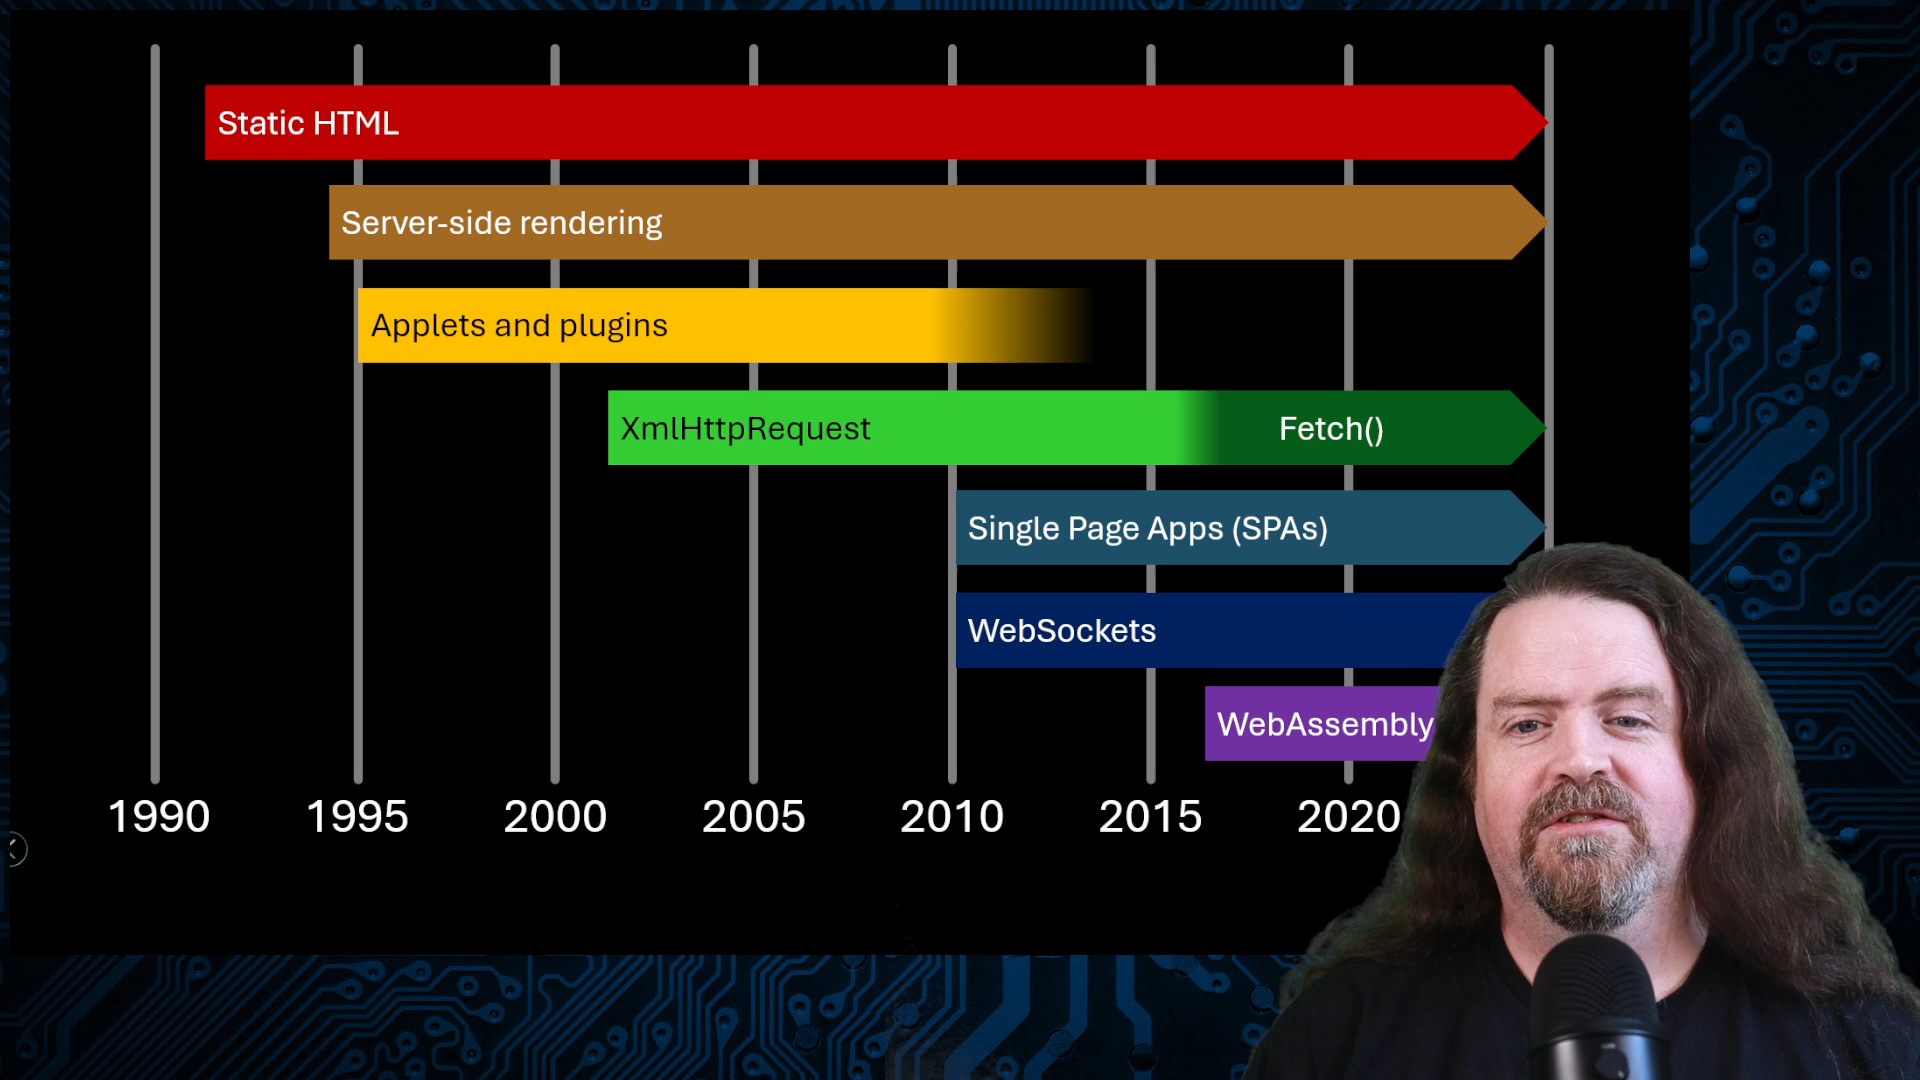 Static HTML
Server-side rendering
Applets and plugins
XmlHttpRequest Fetch()
Single Page Apps (SPAs)
WebSockets
WebAssembly
1990 1995 2000 2005 2010 2015 2020